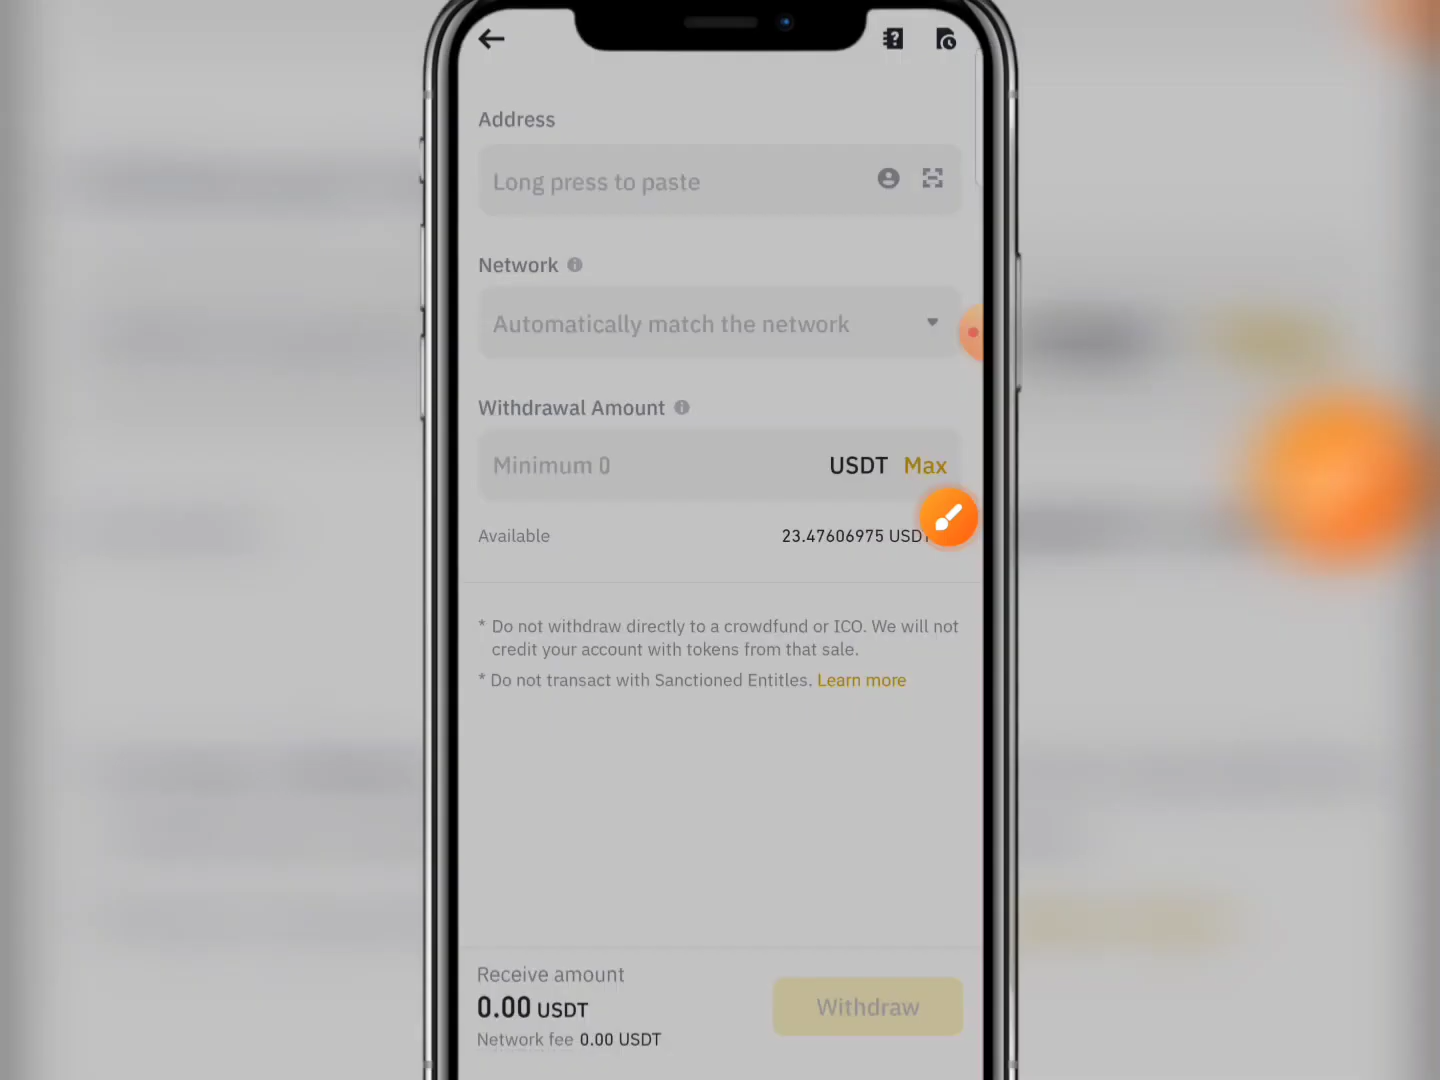 Address
Long press to paste
Network
Automatically match the network
Withdrawal Amount
Minimum 0 USDT Max
Available 23.47606975 USDT
* Do not withdraw directly to a crowdfund or ICO. We will not
credit your account with tokens from that sale.
* Do not transact with Sanctioned Entitles. Learn more
Receive amount
0.00 USDT
Withdraw
Network fee 0.00 USDT